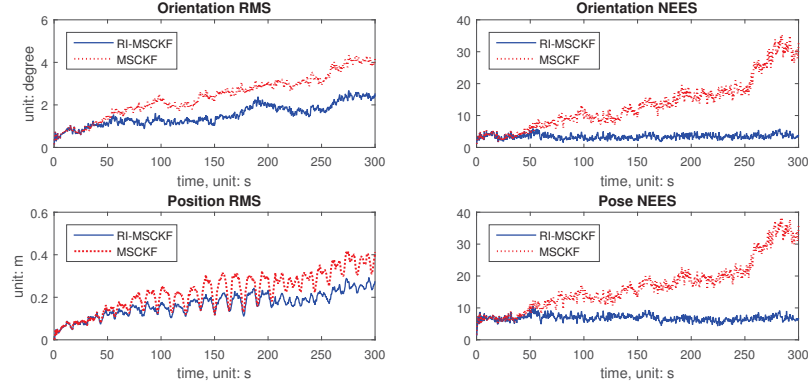 Orientation RMS
unit: degree
6
4
2
0
RI-MSCKF
MSCKF
0 50 100 150 200 250 300
time, unit: s
Orientation NEES
40
30
20
10
0
RI-MSCKF
MSCKF
0 50 100 150 200 250 300
time, unit: s
Position RMS
unit: m
0.6
0.4
0.2
0
RI-MSCKF
MSCKF
0 50 100 150 200 250 300
time, unit: s
Pose NEES
40
30
20
10
0
RI-MSCKF
MSCKF
0 50 100 150 200 250 300
time, unit: s